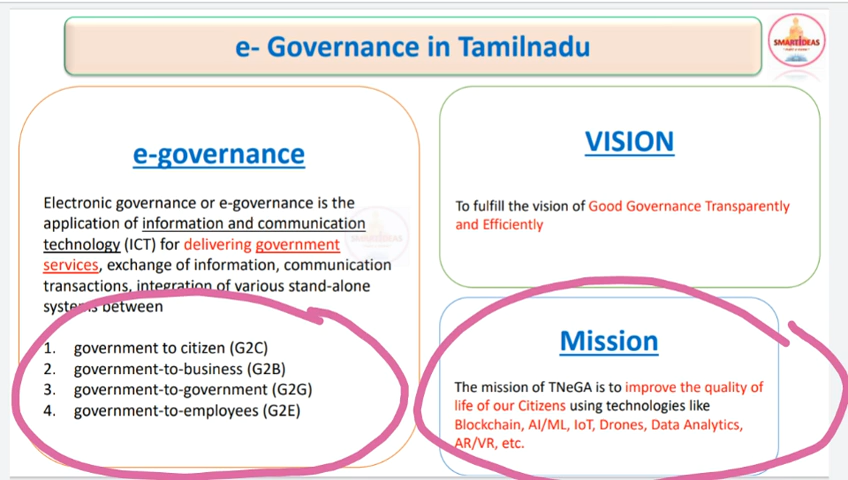 e- Governance in Tamilnadu
SMARTIDEAS
e-governance
Electronic governance or e-governance is the
application of information and communication
technology (ICT) for delivering government
services, exchange of information, communication
transactions, integration of various stand-alone
systems between
1. government to citizen (G2C)
2. government-to-business (G2B)
3. government-to-government (G2G)
4. government-to-employees (G2E)
VISION
To fulfill the vision of Good Governance Transparently
and Efficiently
Mission
The mission of TNeGA is to improve the quality of
life of our Citizens using technologies like
Blockchain, AI/ML, IoT, Drones, Data Analytics,
AR/VR, etc.